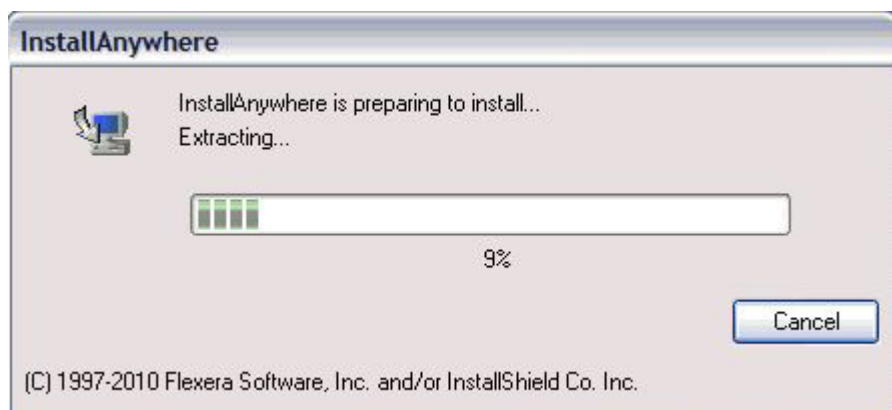 InstallAnywhere
InstallAnywhere is preparing to install...
Extracting...
9%
Cancel
(C) 1997-2010 Flexera Software, Inc. and/or InstallShield Co. Inc.